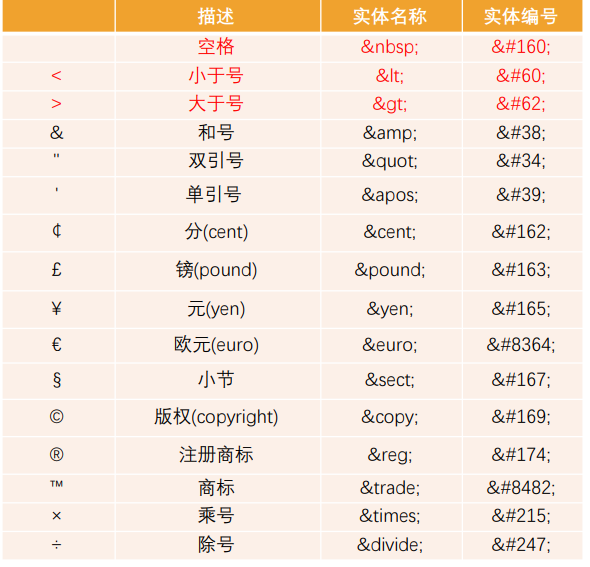 描述 实体名称 实体编号
空格 &nbsp; &#160;
< 小于号 &lt; &#60;
> 大于号 &gt; &#62;
& 和号 &amp; &#38;
" 双引号 &quot; &#34;
' 单引号 &apos; &#39;
¢ 分(cent) &cent; &#162;
£ 镑(pound) &pound; &#163;
¥ 元(yen) &yen; &#165;
€ 欧元(euro) &euro; &#8364;
§ 小节 &sect; &#167;
© 版权(copyright) &copy; &#169;
® 注册商标 &reg; &#174;
™ 商标 &trade; &#8482;
× 乘号 &times; &#215;
÷ 除号 &divide; &#247;